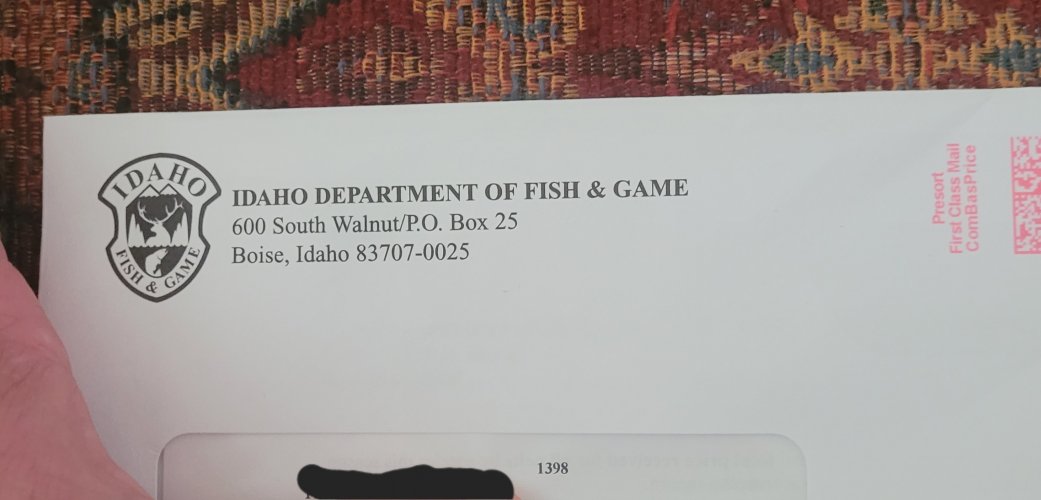 IDAHO
FISH & GAME
IDAHO DEPARTMENT OF FISH & GAME
600 South Walnut/P.O. Box 25
Boise, Idaho 83707-0025
Presort
First Class Mail
ComBasPrice
1398